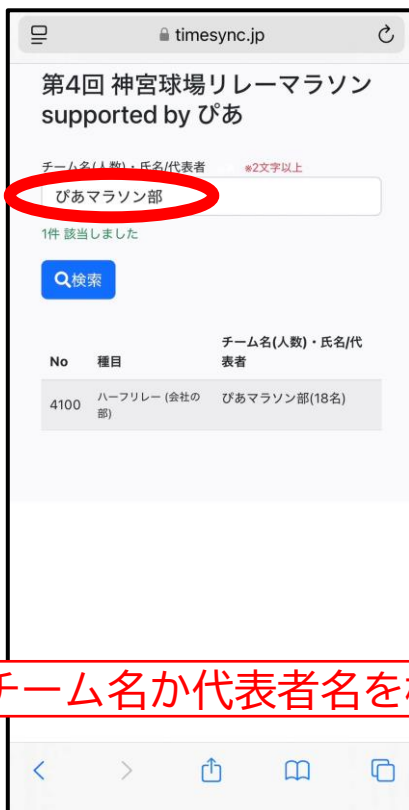 timesync.jp
第4回 神宮球場リレーマラソン
supported by ぴあ
チーム名(人数)・氏名/代表者 ※2文字以上
ぴあマラソン部
1件 該当しました
検索
No 種目 チーム名(人数)・氏名/代表者
4100 ハーフリレー (会社の部) ぴあマラソン部(18名)
チーム名か代表者名を